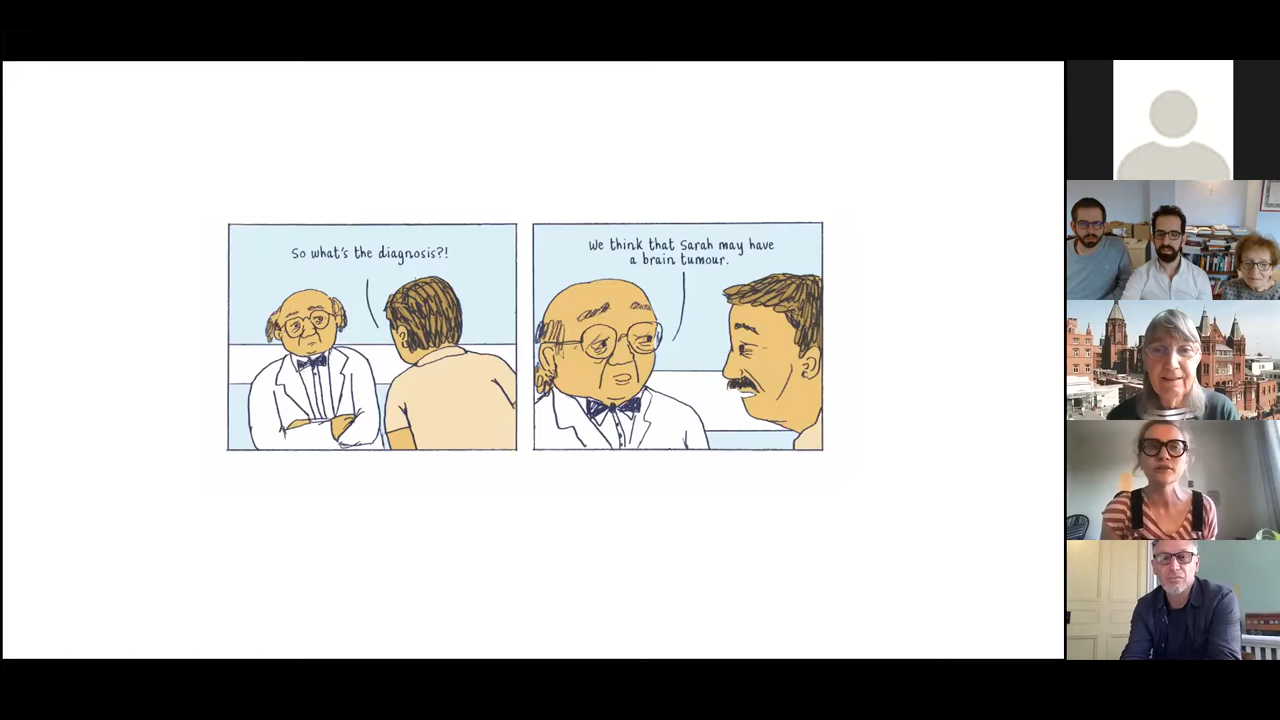 So what's the diagnosis?!
We think that Sarah may have
a brain tumour.